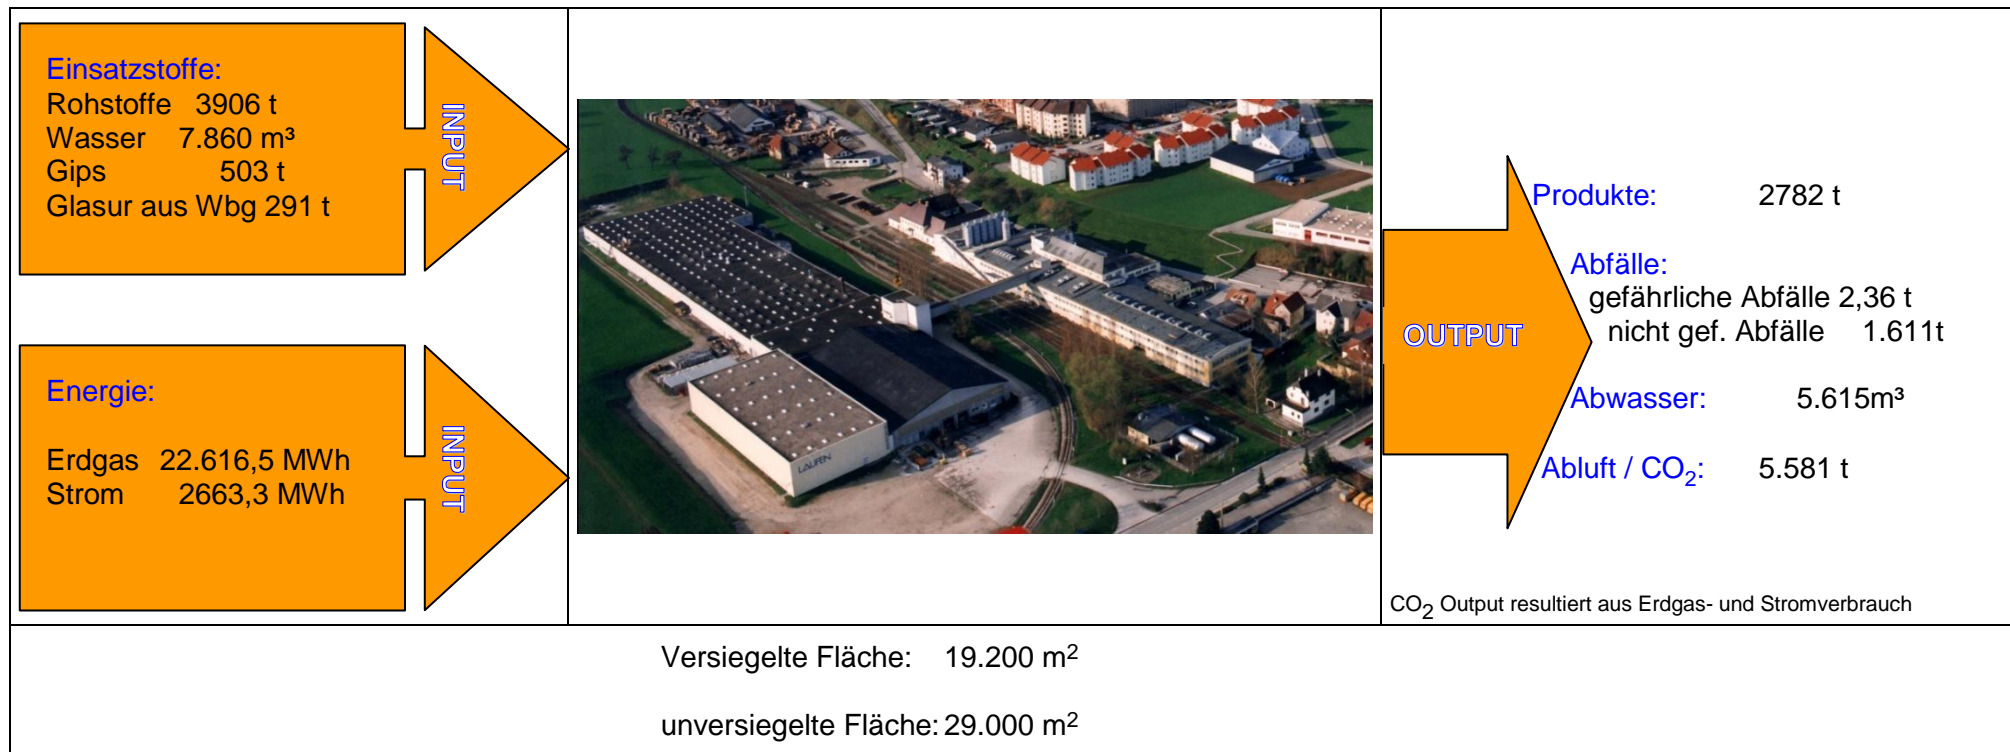 Einsatzstoffe:
Rohstoffe 3906 t
Wasser 7.860 m³
Gips 503 t
Glasur aus Wbg 291 t
INPUT
Energie:
Erdgas 22.616,5 MWh
Strom 2663,3 MWh
INPUT
LAUFEN
OUTPUT
Produkte: 2782 t
Abfälle:
gefährliche Abfälle 2,36 t
nicht gef. Abfälle 1.611t
Abwasser: 5.615m³
Abluft / CO₂: 5.581 t
CO₂ Output resultiert aus Erdgas- und Stromverbrauch
Versiegelte Fläche: 19.200 m²
unversiegelte Fläche: 29.000 m²